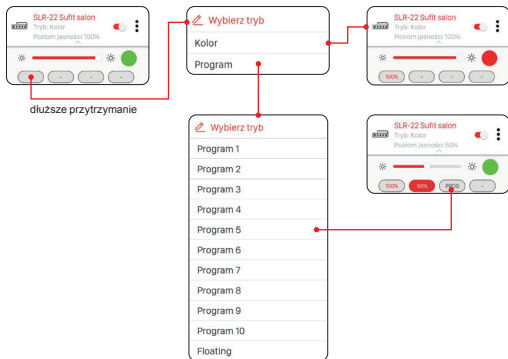 SLR-22 Sufit salon
Tryb: Kolor
Poziom jasności 100%
- - - -
dłuższe przytrzymanie
Wybierz tryb
Kolor
Program
SLR-22 Sufit salon
Tryb: Kolor
Poziom jasności 100%
100% - - -
Wybierz tryb
Program 1
Program 2
Program 3
Program 4
Program 5
Program 6
Program 7
Program 8
Program 9
Program 10
Floating
SLR-22 Sufit salon
Tryb: Kolor
Poziom jasności 50%
100% 50% PROG -